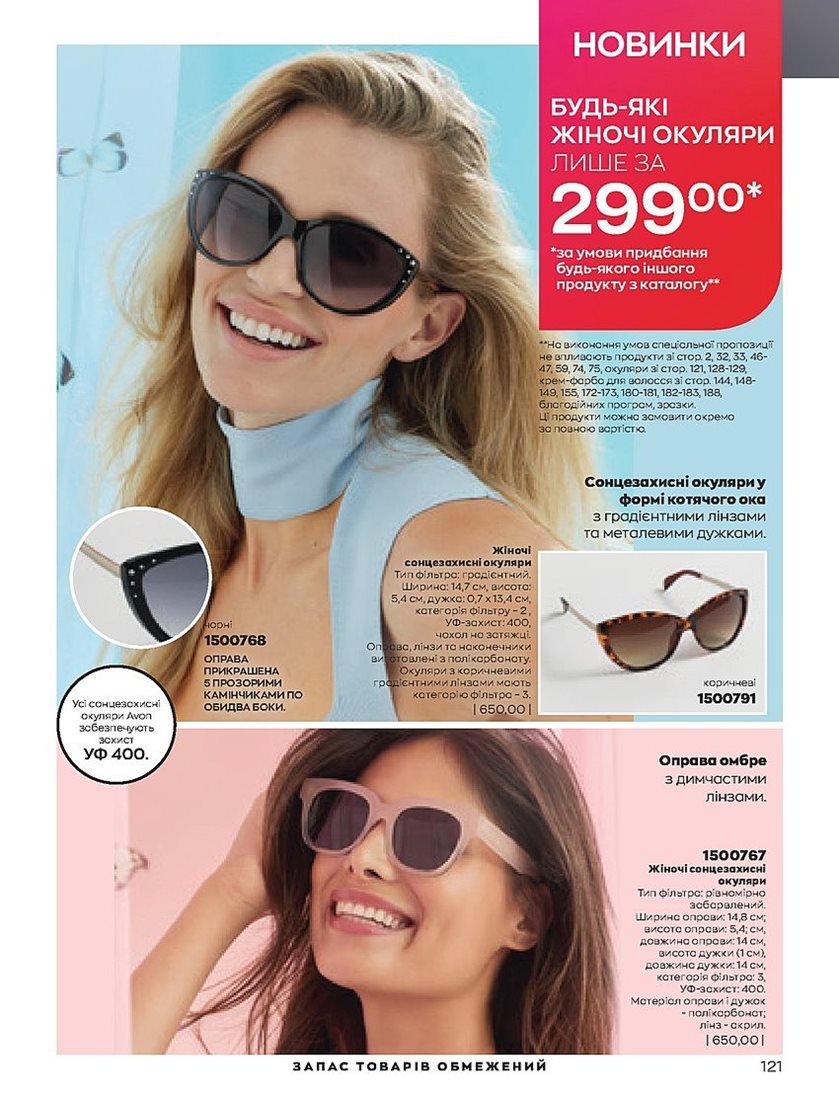 НОВИНКИ
БУДЬ-ЯКІ
ЖІНОЧІ ОКУЛЯРИ
ЛИШЕ ЗА
299⁰⁰*
*за умови придбання
будь-якого іншого
продукту з каталогу**
**На виконання умов спеціальної пропозиції
не впливають продукти зі стор. 2, 32, 33, 46-
47, 59, 74, 75, окуляри зі стор. 121, 128-129,
крем-фарба для волосся зі стор. 144, 148-
149, 155, 172-173, 180-181, 182-183, 188,
благодійних програм, зразки.
Ці продукти можна замовити окремо
за повною вартістю.
Сонцезахисні окуляри у
формі котячого ока
з градієнтними лінзами
та металевими дужками.
Жіночі
сонцезахисні окуляри
Тип фільтра: градієнтний.
Ширина: 14,7 см, висота:
5,4 см, дужка: 0,7 х 13,4 см,
категорія фільтру – 2,
УФ-захист: 400,
чохол на затяжці.
Оправа, лінзи та наконечники
виготовлені з полікарбонату.
Окуляри з коричневими
градієнтними лінзами мають
категорію фільтра – 3.
| 650,00 |
чорні
1500768
ОПРАВА
ПРИКРАШЕНА
5 ПРОЗОРИМИ
КАМІНЧИКАМИ ПО
ОБИДВА БОКИ.
коричневі
1500791
Усі сонцезахисні
окуляри Avon
забезпечують
захист
УФ 400.
Оправа омбре
з димчастими
лінзами.
1500767
Жіночі сонцезахисні
окуляри
Тип фільтра: рівномірно
забарвлений.
Ширина оправи: 14,8 см;
висота оправи: 5,4; см,
довжина оправи: 14 см,
висота дужки (1 см),
довжина дужки: 14 см,
категорія фільтра: 3,
УФ-захист: 400.
Матеріал оправи і дужок
- полікарбонат;
лінз - акрил.
| 650,00 |
ЗАПАС ТОВАРІВ ОБМЕЖЕНИЙ
121